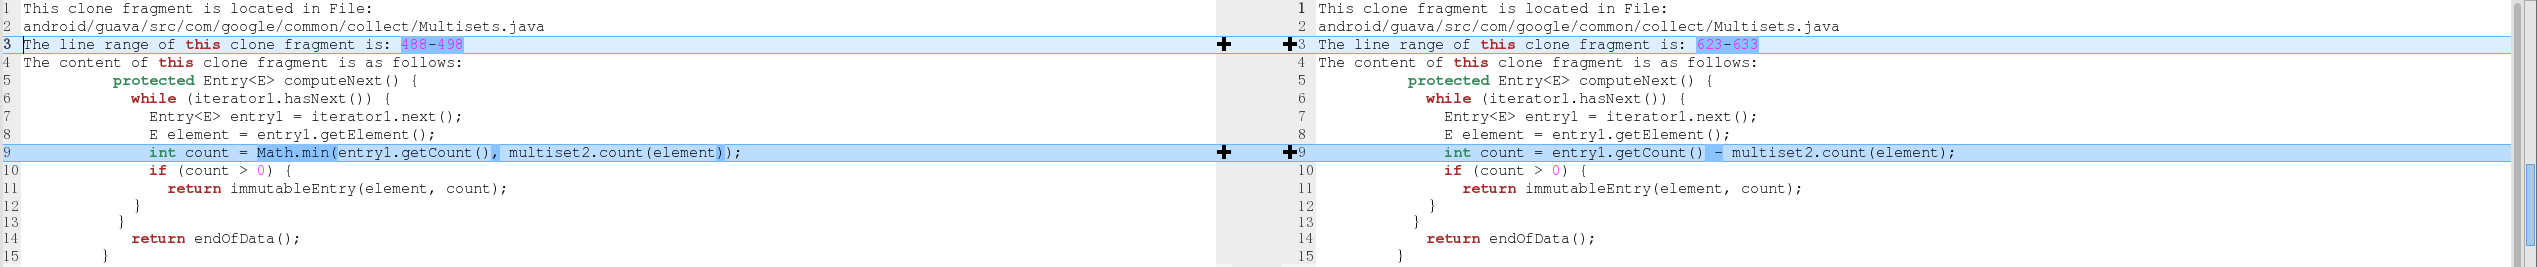 1 This clone fragment is located in File:
2 android/guava/src/com/google/common/collect/Multisets.java
3 The line range of this clone fragment is: 488-498
4 The content of this clone fragment is as follows:
5 protected Entry<E> computeNext() {
6 while (iterator1.hasNext()) {
7 Entry<E> entry1 = iterator1.next();
8 E element = entry1.getElement();
9 int count = Math.min(entry1.getCount(), multiset2.count(element));
10 if (count > 0) {
11 return immutableEntry(element, count);
12 }
13 }
14 return endOfData();
15 }
1 This clone fragment is located in File:
2 android/guava/src/com/google/common/collect/Multisets.java
3 The line range of this clone fragment is: 623-633
4 The content of this clone fragment is as follows:
5 protected Entry<E> computeNext() {
6 while (iterator1.hasNext()) {
7 Entry<E> entry1 = iterator1.next();
8 E element = entry1.getElement();
9 int count = entry1.getCount() - multiset2.count(element);
10 if (count > 0) {
11 return immutableEntry(element, count);
12 }
13 }
14 return endOfData();
15 }